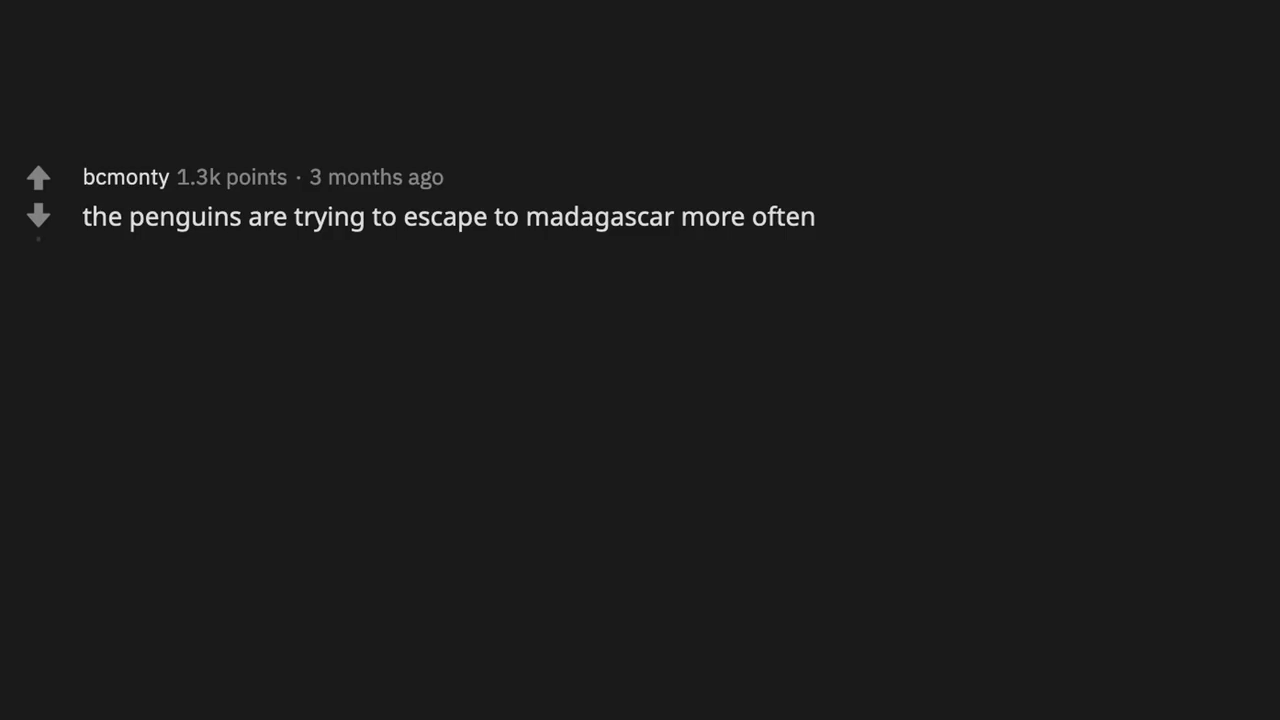 bcmonty 1.3k points · 3 months ago
the penguins are trying to escape to madagascar more often